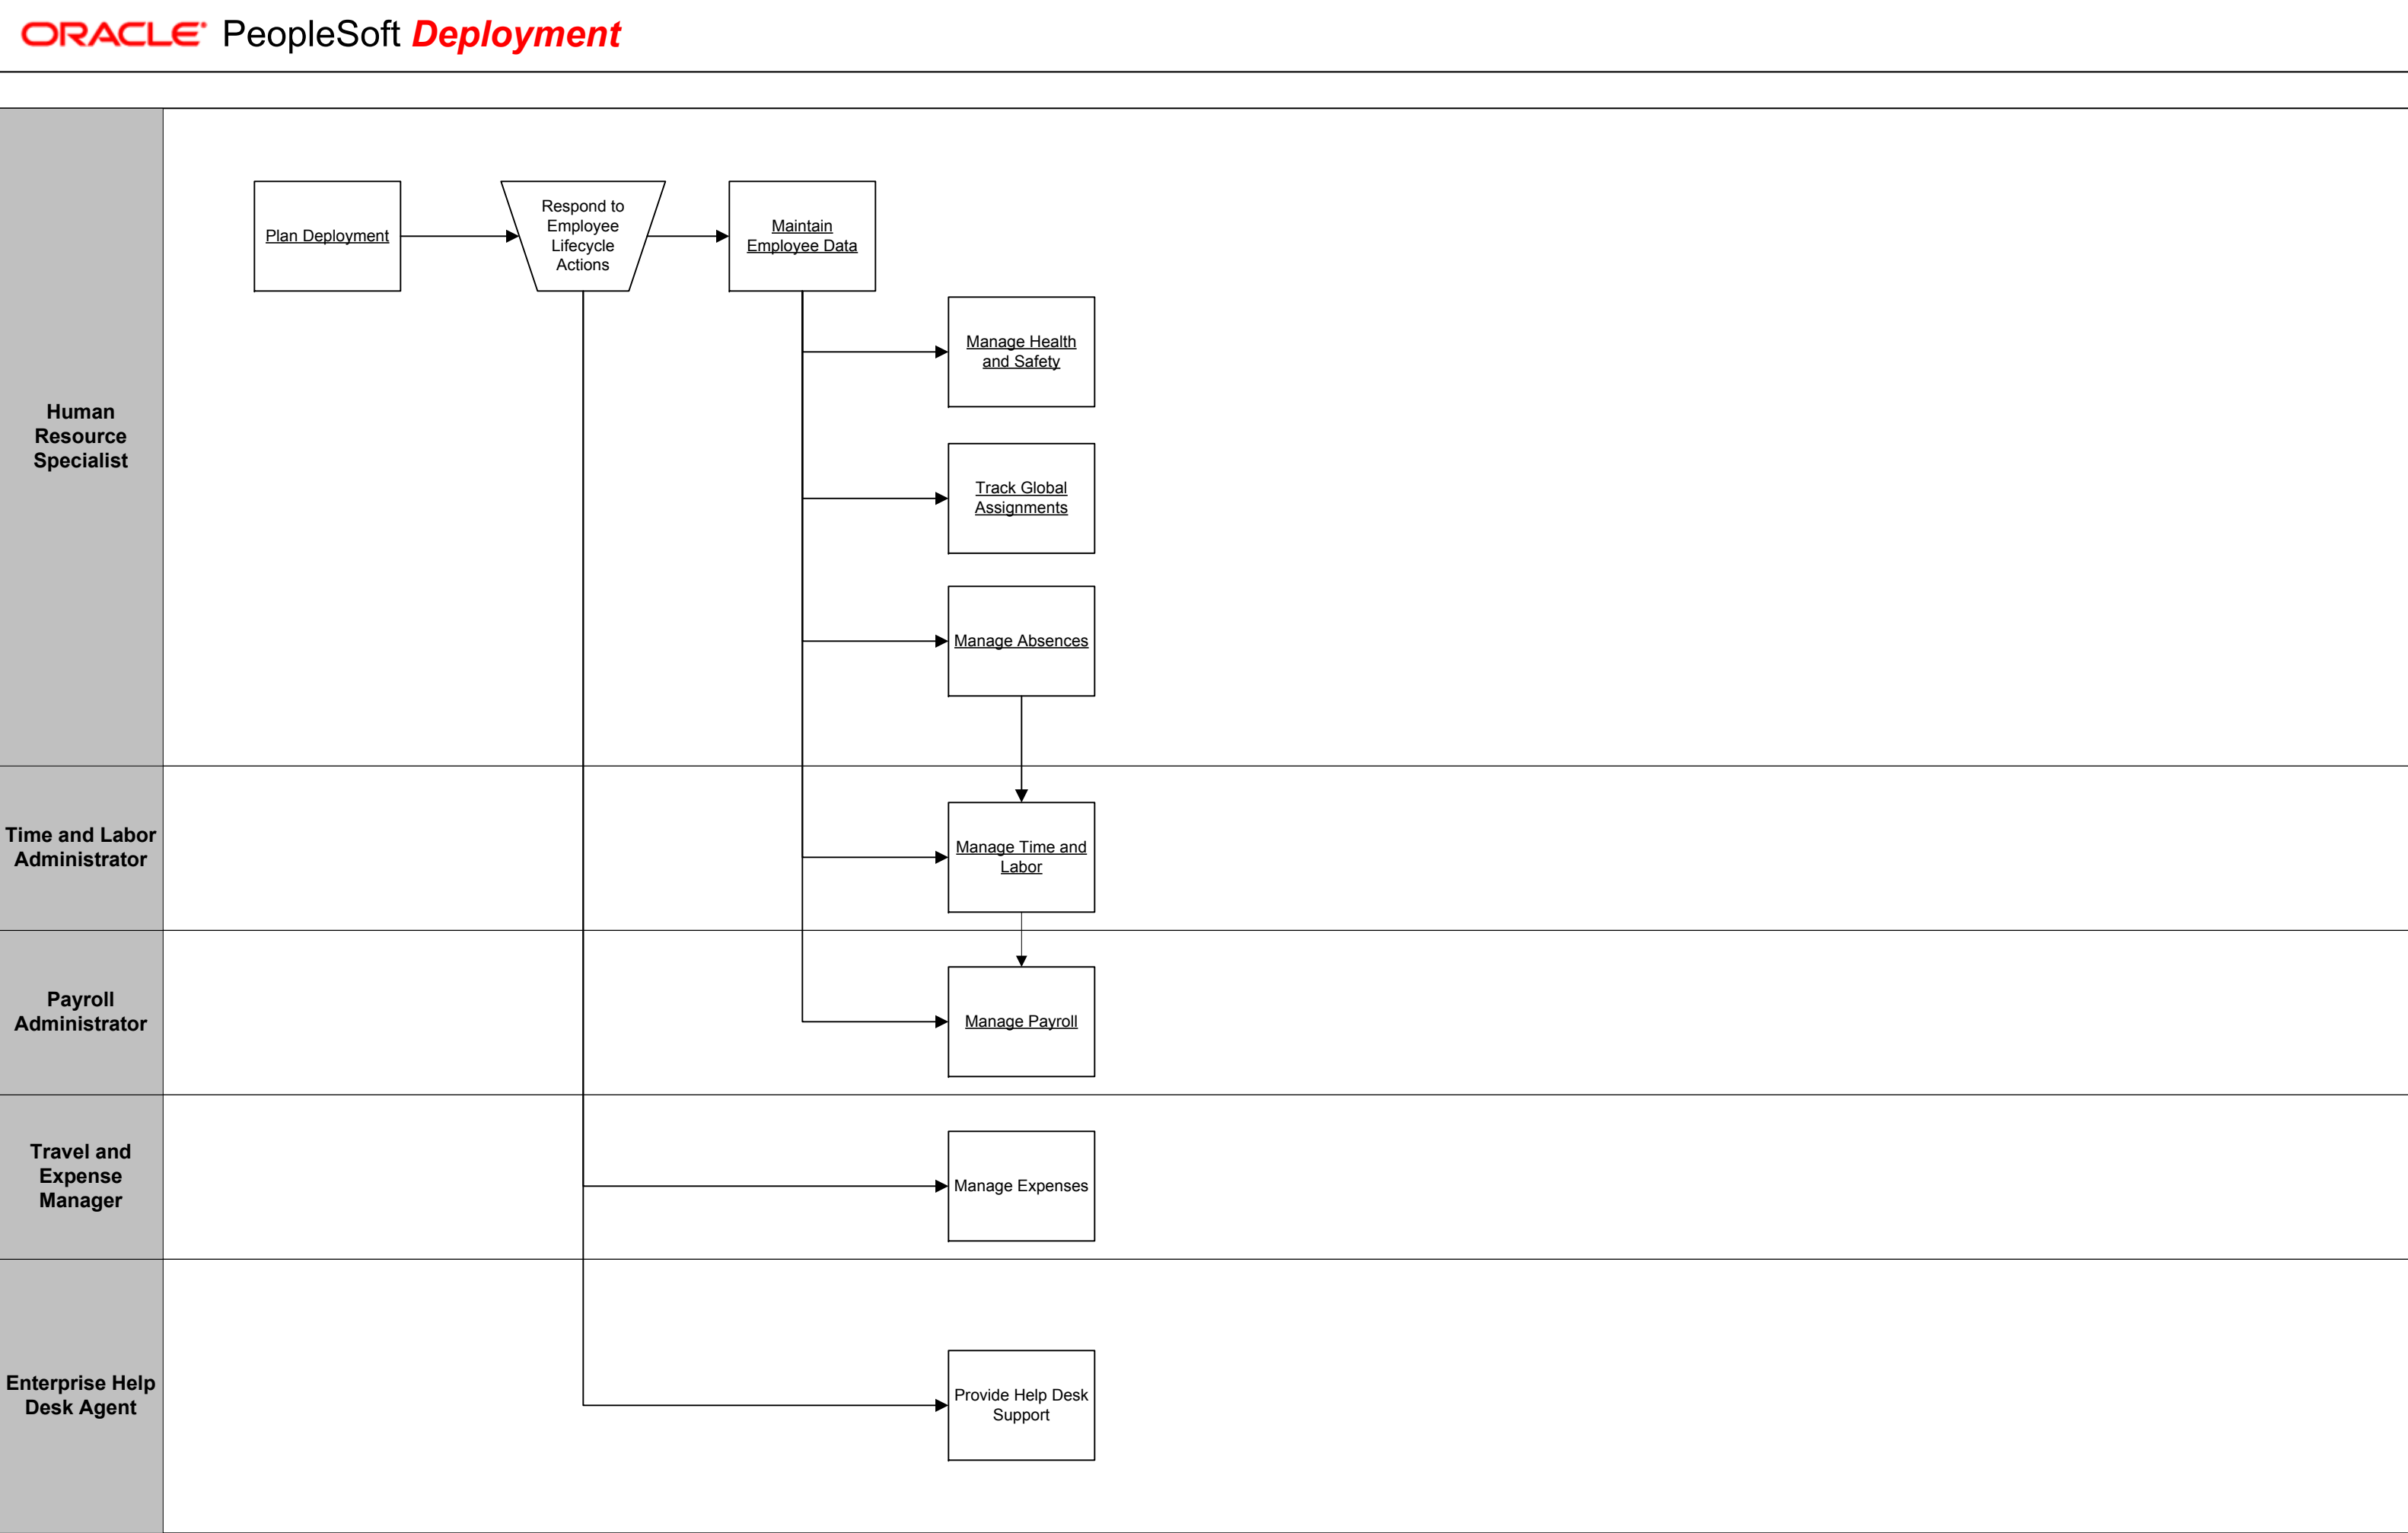 ORACLE PeopleSoft Deployment
Plan Deployment
Respond to
Employee
Lifecycle
Actions
Maintain
Employee Data
Manage Health
and Safety
Human
Resource
Specialist
Track Global
Assignments
Manage Absences
Time and Labor
Administrator
Manage Time and
Labor
Payroll
Administrator
Manage Payroll
Travel and
Expense
Manager
Manage Expenses
Enterprise Help
Desk Agent
Provide Help Desk
Support